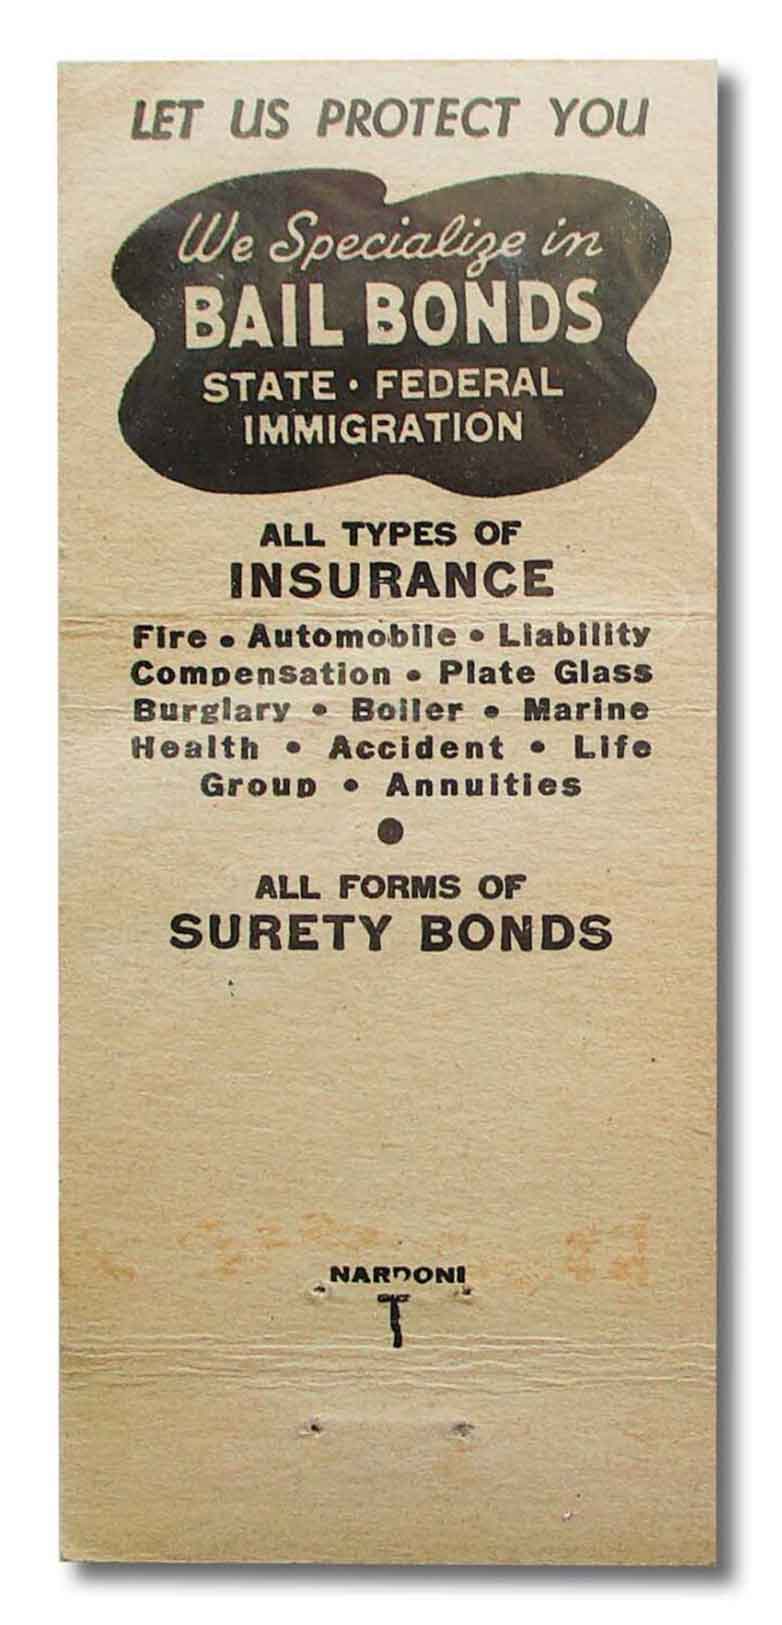 LET US PROTECT YOU
We Specialize in
BAIL BONDS
STATE • FEDERAL
IMMIGRATION
ALL TYPES OF
INSURANCE
Fire • Automobile • Liability
Compensation • Plate Glass
Burglary • Boiler • Marine
Health • Accident • Life
Group • Annuities
•
ALL FORMS OF
SURETY BONDS
NARDONI